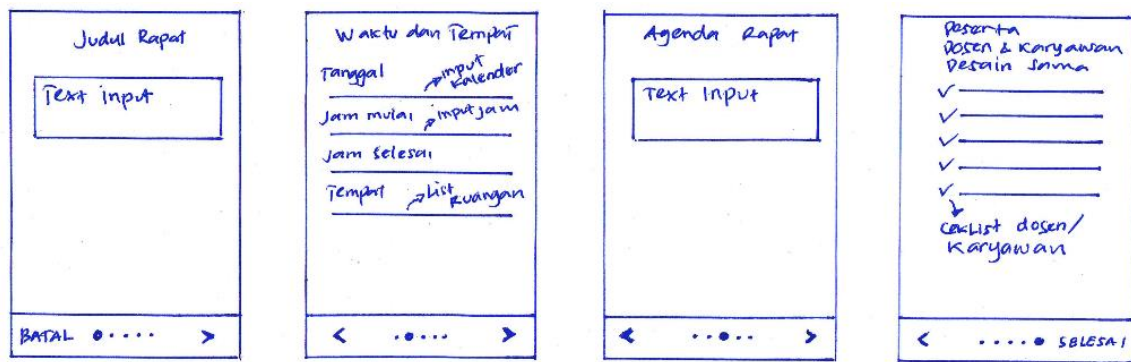 Judul Rapat
Text input
BATAL
Waktu dan Tempat
Tanggal input Kalender
Jam mulai input jam
Jam Selesai
Tempat List Ruangan
Agenda Rapat
Text Input
Peserta
Dosen & Karyawan
Desain Sama
Ceklist dosen/
Karyawan
SELESAI